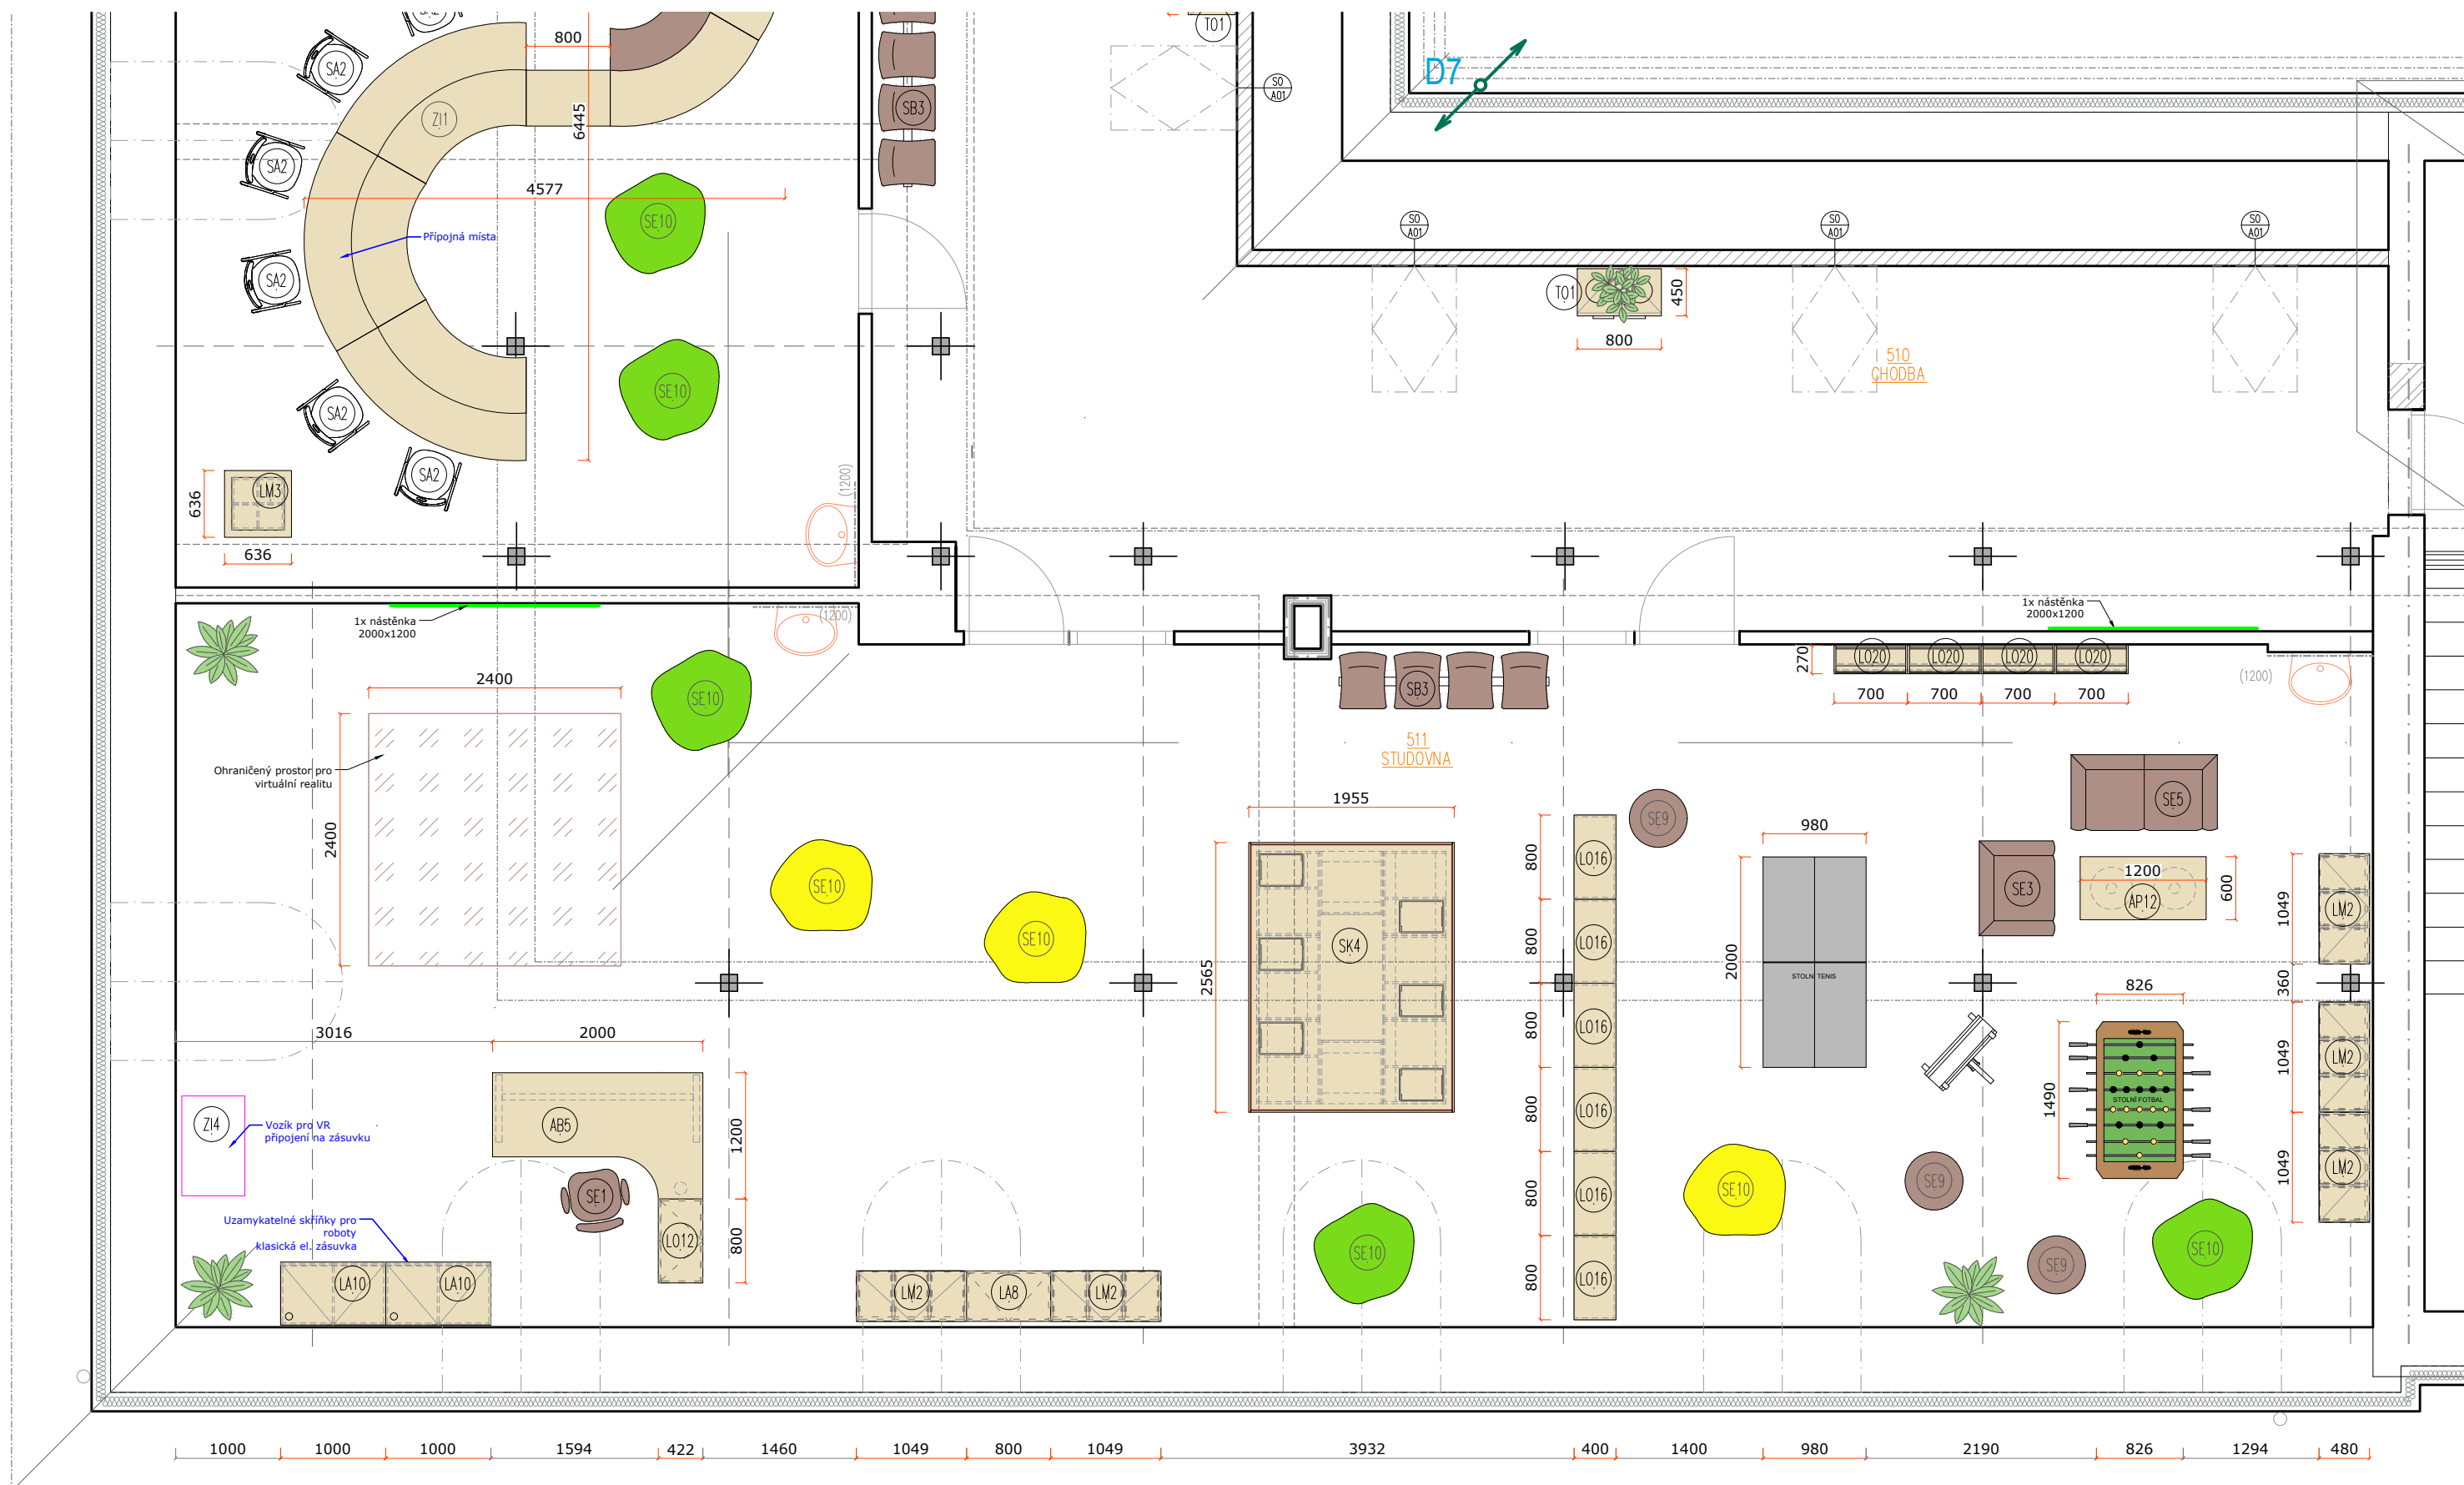 SA2
800
TO1
D7
SA2
SO
A01
ZI1
6445
SB3
SA2
4577
SE10
SO
A01
SO
A01
SO
A01
Přípojná místa
SA2
TO1
450
800
510
CHODBA
SE10
SA2
SA2
LM3
636
636
(1200)
1x nástěnka
2000x1200
(1200)
1x nástěnka
2000x1200
270
LO20
LO20
LO20
LO20
700
700
700
700
(1200)
2400
SE10
SB3
511
STUDOVNA
Ohraničený prostor pro
virtuální realitu
2400
1955
SE9
980
SE5
800
LO16
SE10
SE3
1200
AP12
600
1049
LM2
SE10
SK4
800
LO16
2565
2000
STOLNÍ TENIS
360
826
3016
2000
800
LO16
1049
LM2
ZI4
Vozík pro VR
připojení na zásuvku
AB5
1200
800
LO16
1490
STOLNÍ FOTBAL
SE1
800
LO16
SE10
SE9
1049
LM2
Uzamykatelné skříňky pro
roboty
klasická el. zásuvka
LO12
800
SE10
SE9
SE10
LA10
LA10
LM2
LA8
LM2
800
LO16
1000
1000
1000
1594
422
1460
1049
800
1049
3932
400
1400
980
2190
826
1294
480